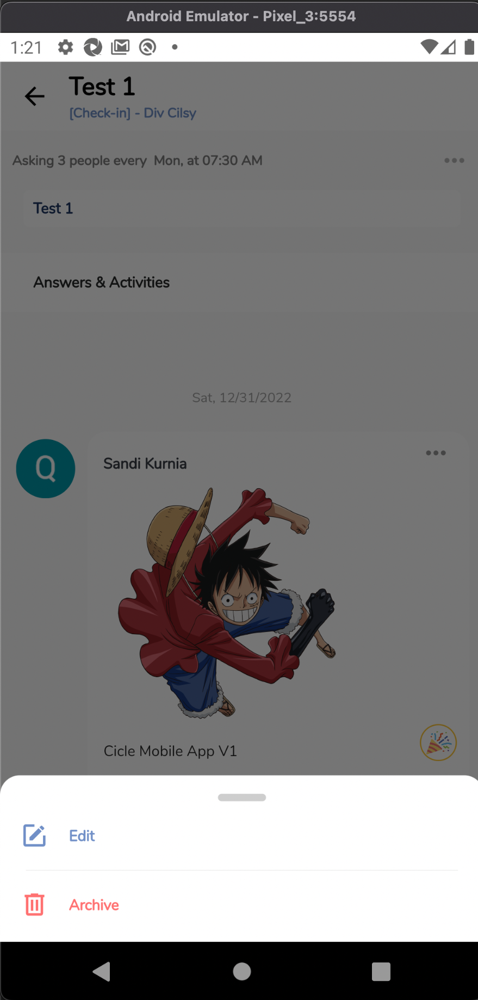 Android Emulator - Pixel_3:5554
1:21
Test 1
[Check-in] - Div Cilsy
Asking 3 people every  Mon, at 07:30 AM
Test 1
Answers & Activities
Sat, 12/31/2022
Q
Sandi Kurnia
Cicle Mobile App V1
Edit
Archive